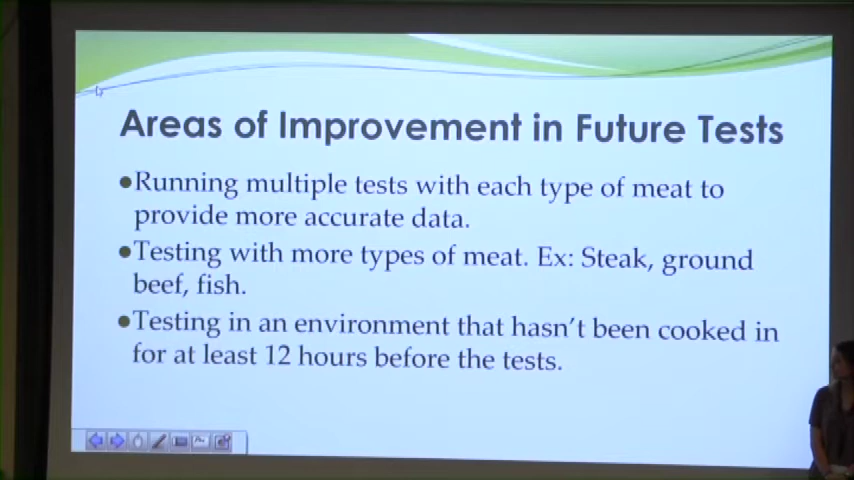 Areas of Improvement in Future Tests
●Running multiple tests with each type of meat to
provide more accurate data.
●Testing with more types of meat. Ex: Steak, ground
beef, fish.
●Testing in an environment that hasn't been cooked in
for at least 12 hours before the tests.